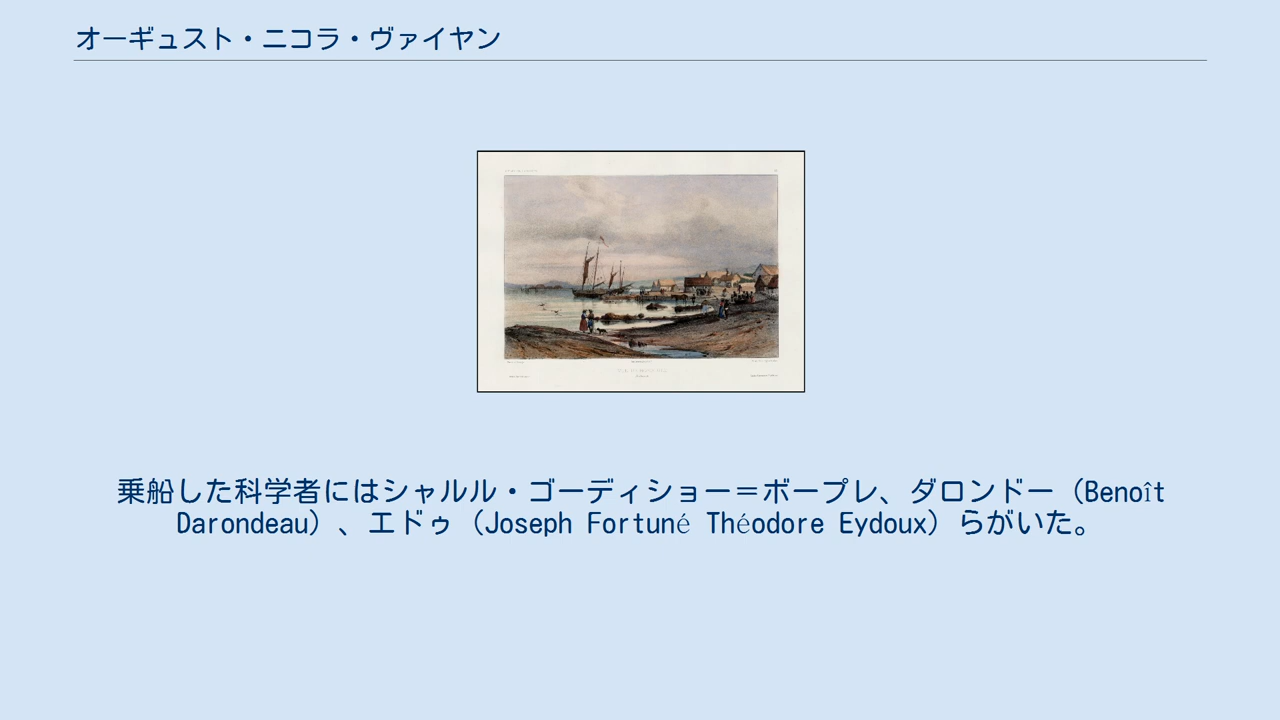 オーギュスト・ニコラ・ヴァイヤン
乗船した科学者にはシャルル・ゴーディショー＝ボープレ、ダロンドー（Benoît
Darondeau）、エドゥ（Joseph Fortuné Théodore Eydoux）らがいた。